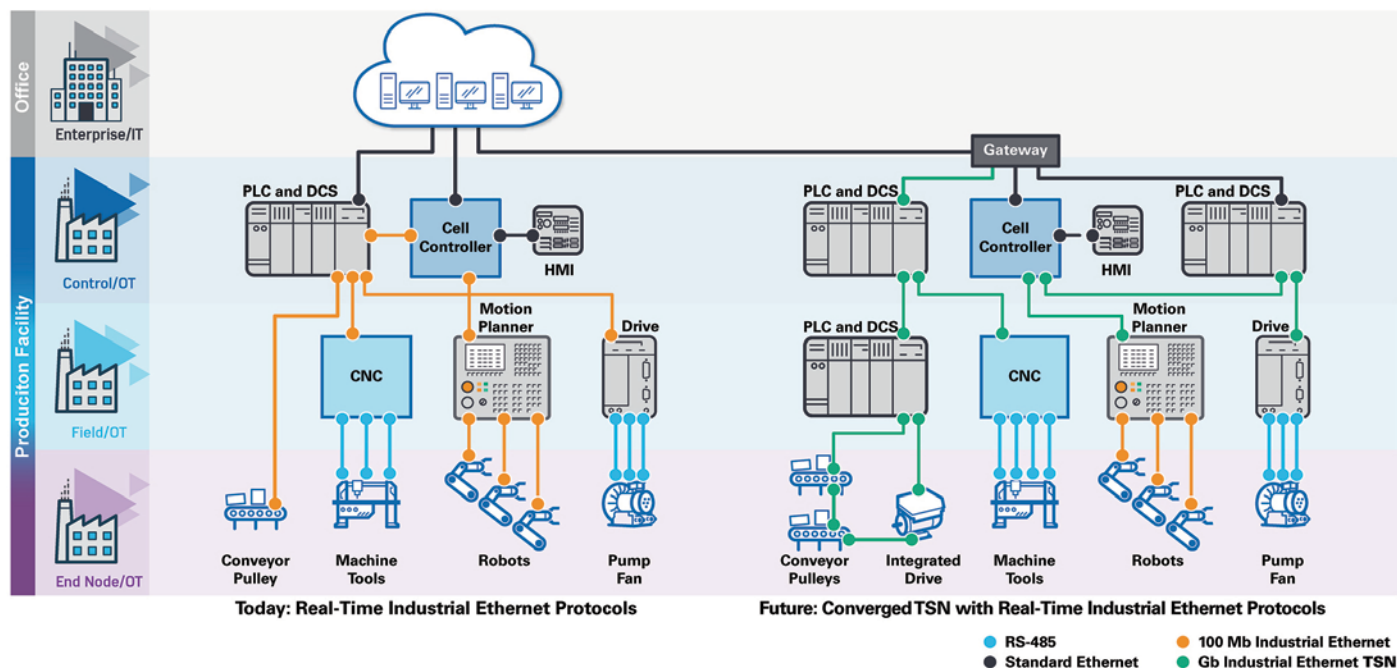 Office
Enterprise/IT
Produciton Facility
Control/OT
Field/OT
End Node/OT
PLC and DCS
Cell
Controller
HMI
Motion
Planner
Drive
CNC
Conveyor
Pulley
Machine
Tools
Robots
Pump
Fan
Today: Real-Time Industrial Ethernet Protocols
Gateway
PLC and DCS
Cell
Controller
HMI
PLC and DCS
PLC and DCS
CNC
Motion
Planner
Drive
Conveyor
Pulleys
Integrated
Drive
Machine
Tools
Robots
Pump
Fan
Future: Converged TSN with Real-Time Industrial Ethernet Protocols
RS-485
100 Mb Industrial Ethernet
Standard Ethernet
Gb Industrial Ethernet TSN